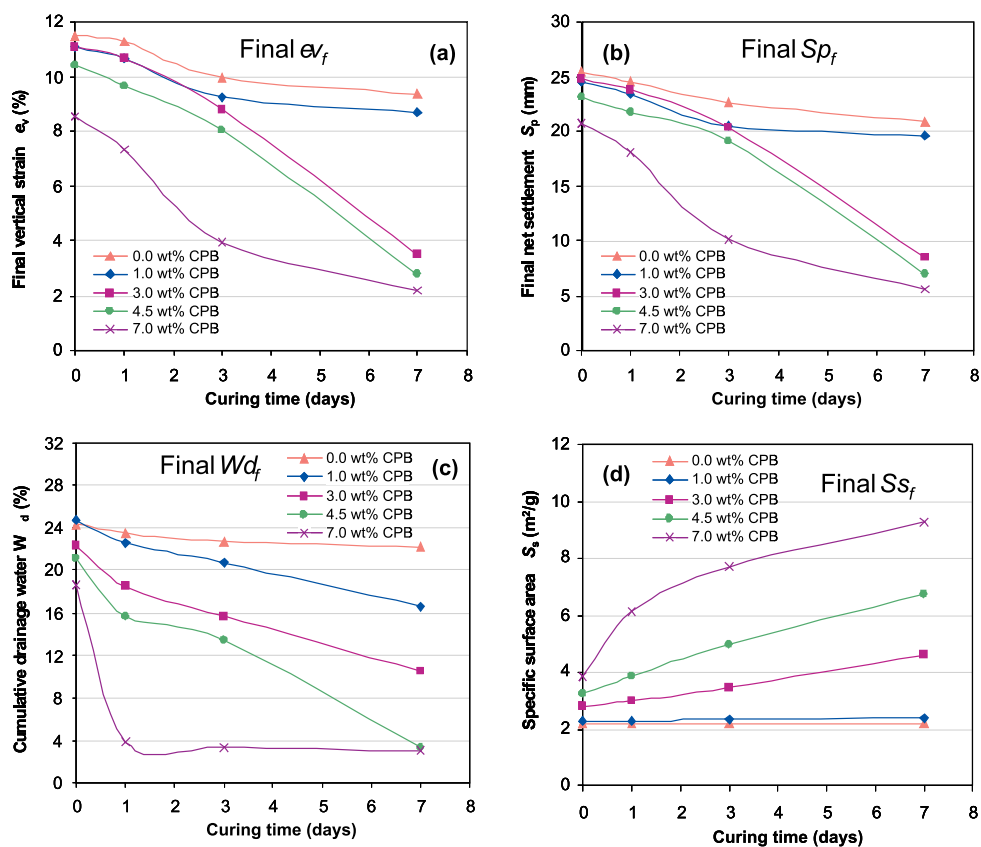 Final ev_f
(a)
Final vertical strain e_v (%)
12
10
8
6
4
2
0
0.0 wt% CPB
1.0 wt% CPB
3.0 wt% CPB
4.5 wt% CPB
7.0 wt% CPB
0 1 2 3 4 5 6 7 8
Curing time (days)
(b)
Final Sp_f
Final net settlement S_p (mm)
30
25
20
15
10
5
0
0.0 wt% CPB
1.0 wt% CPB
3.0 wt% CPB
4.5 wt% CPB
7.0 wt% CPB
0 1 2 3 4 5 6 7 8
Curing time (days)
Final Wd_f
(c)
Cumulative drainage water W_d (%)
32
28
24
20
16
12
8
4
0
0.0 wt% CPB
1.0 wt% CPB
3.0 wt% CPB
4.5 wt% CPB
7.0 wt% CPB
0 1 2 3 4 5 6 7 8
Curing time (days)
(d)
Final Ss_f
Specific surface area S_s (m²/g)
12
10
8
6
4
2
0
0.0 wt% CPB
1.0 wt% CPB
3.0 wt% CPB
4.5 wt% CPB
7.0 wt% CPB
0 1 2 3 4 5 6 7 8
Curing time (days)